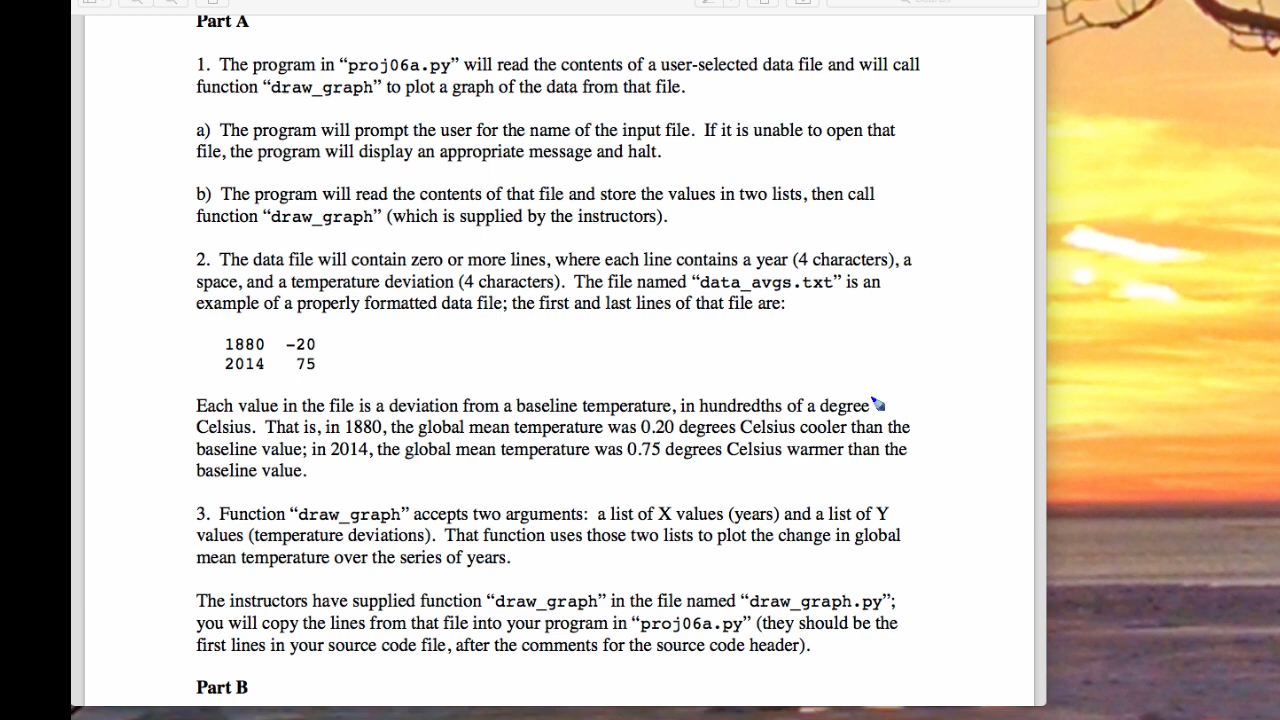 Part A
1. The program in “proj06a.py” will read the contents of a user-selected data file and will call
function “draw_graph” to plot a graph of the data from that file.
a) The program will prompt the user for the name of the input file. If it is unable to open that
file, the program will display an appropriate message and halt.
b) The program will read the contents of that file and store the values in two lists, then call
function “draw_graph” (which is supplied by the instructors).
2. The data file will contain zero or more lines, where each line contains a year (4 characters), a
space, and a temperature deviation (4 characters). The file named “data_avgs.txt” is an
example of a properly formatted data file; the first and last lines of that file are:
1880 -20
2014 75
Each value in the file is a deviation from a baseline temperature, in hundredths of a degree
Celsius. That is, in 1880, the global mean temperature was 0.20 degrees Celsius cooler than the
baseline value; in 2014, the global mean temperature was 0.75 degrees Celsius warmer than the
baseline value.
3. Function “draw_graph” accepts two arguments: a list of X values (years) and a list of Y
values (temperature deviations). That function uses those two lists to plot the change in global
mean temperature over the series of years.
The instructors have supplied function “draw_graph” in the file named “draw_graph.py”;
you will copy the lines from that file into your program in “proj06a.py” (they should be the
first lines in your source code file, after the comments for the source code header).
Part B